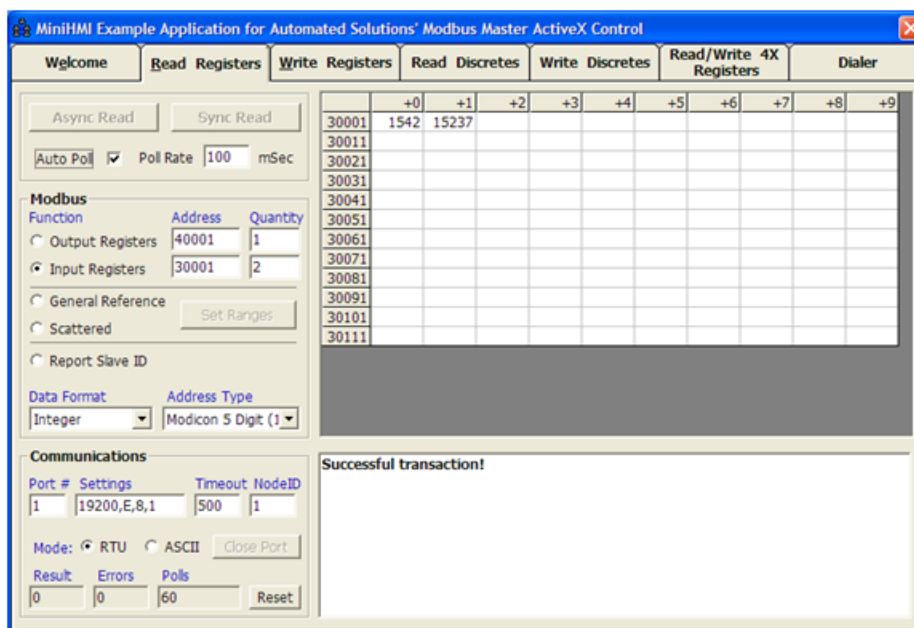 MiniHMI Example Application for Automated Solutions' Modbus Master ActiveX Control
Welcome
Read Registers
Write Registers
Read Discretes
Write Discretes
Read/Write 4X
Registers
Dialer
Async Read
Sync Read
Auto Poll
Poll Rate 100 mSec
Modbus
Function Address Quantity
Output Registers 40001 1
Input Registers 30001 2
General Reference
Set Ranges
Scattered
Report Slave ID
Data Format Address Type
Integer Modicon 5 Digit (1
Communications
Port # Settings Timeout NodeID
1 19200,E,8,1 500 1
Mode: RTU ASCII Close Port
Result Errors Polls
0 0 60 Reset
+0 +1 +2 +3 +4 +5 +6 +7 +8 +9
30001 1542 15237
30011
30021
30031
30041
30051
30061
30071
30081
30091
30101
30111
Successful transaction!